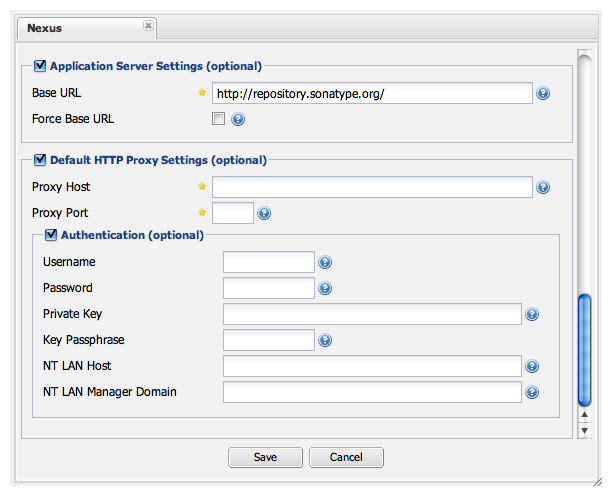 Nexus
Application Server Settings (optional)
Base URL http://repository.sonatype.org/
Force Base URL
Default HTTP Proxy Settings (optional)
Proxy Host
Proxy Port
Authentication (optional)
Username
Password
Private Key
Key Passphrase
NT LAN Host
NT LAN Manager Domain
Save Cancel